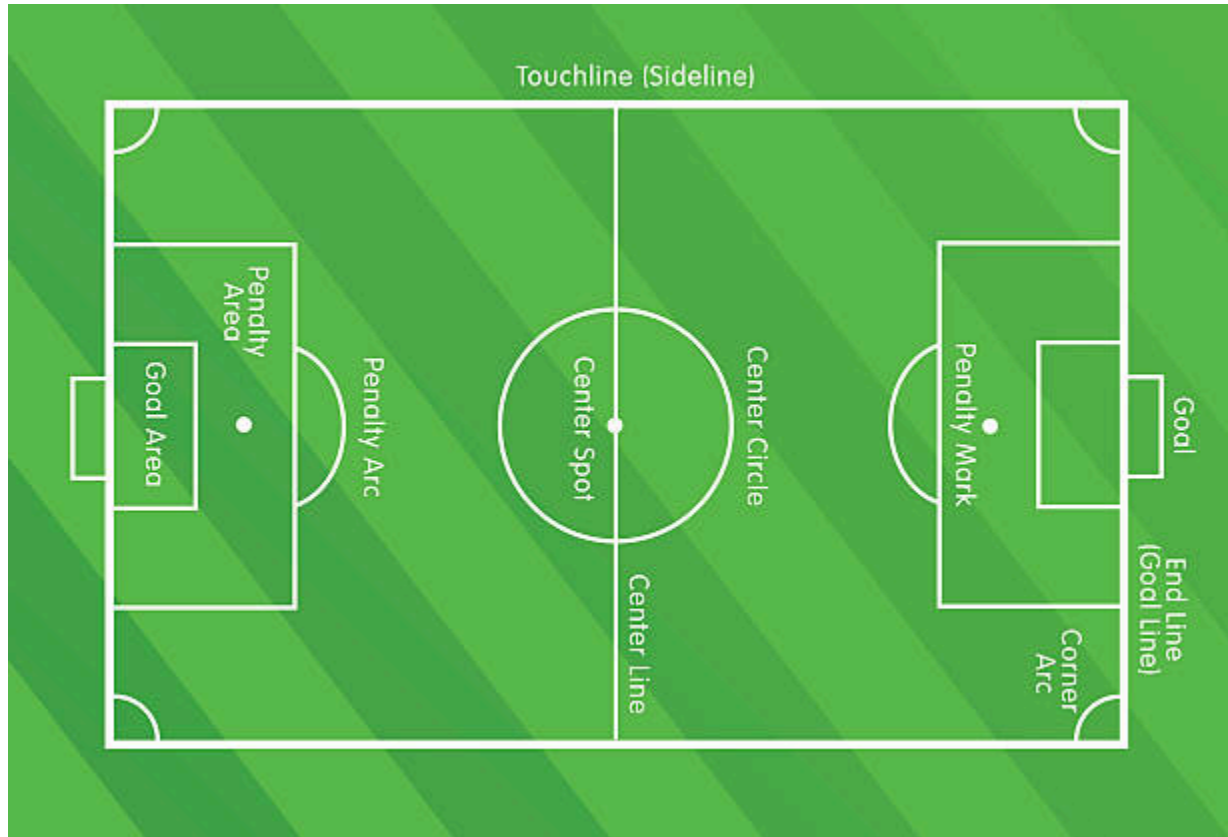 Touchline (Sideline)
Penalty
Area
Goal Area
Penalty Arc
Center Spot
Center Circle
Center Line
Penalty Mark
Goal
End Line
(Goal Line)
Corner
Arc